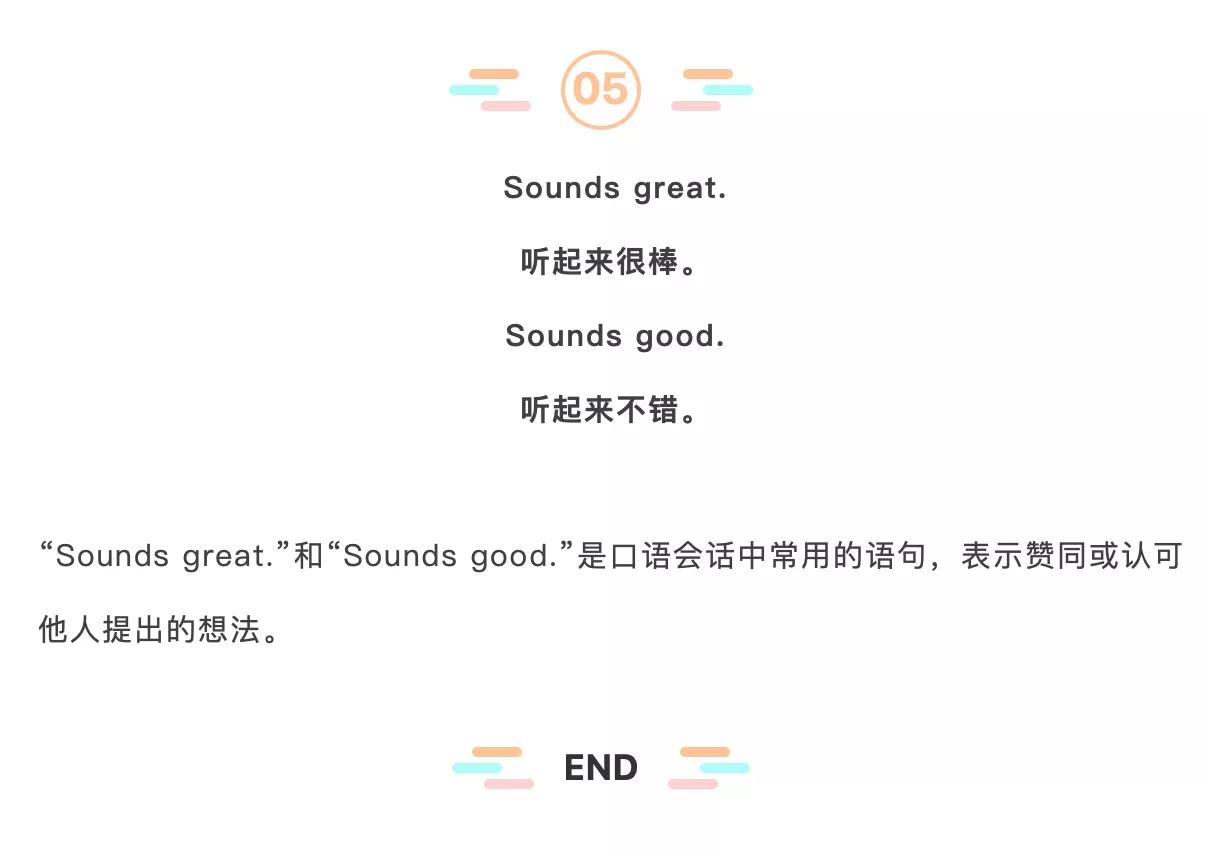 05
Sounds great.
听起来很棒。
Sounds good.
听起来不错。
“Sounds great.”和“Sounds good.”是口语会话中常用的语句，表示赞同或认可
他人提出的想法。
END